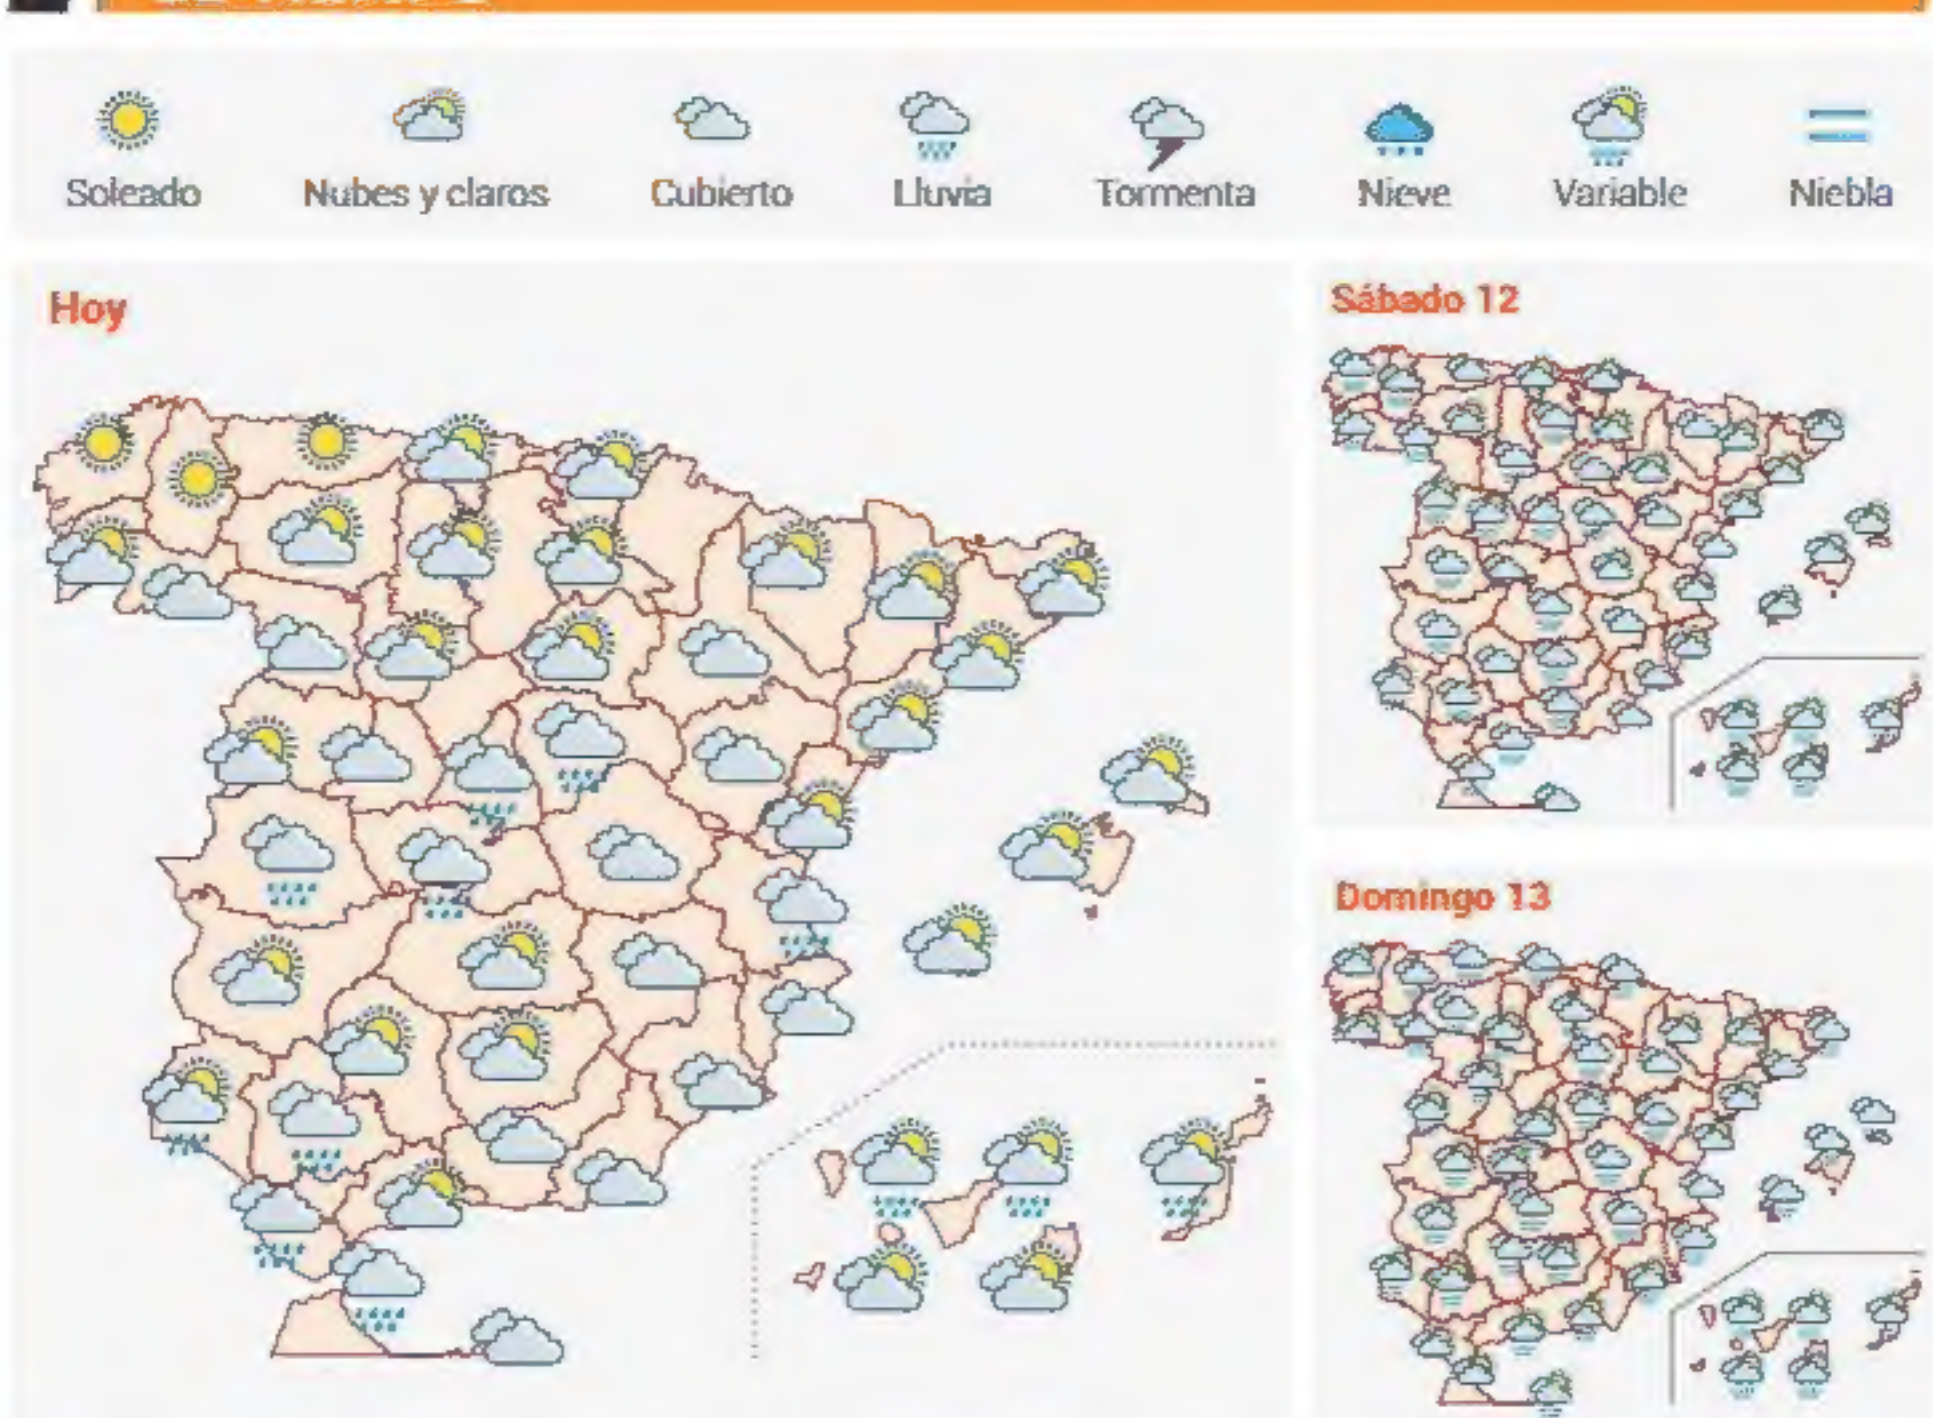 Soleado Nubes y claros Cubierto Lluvia Tormenta Nieve Variable Niebla
Hoy
Sábado 12
Domingo 13